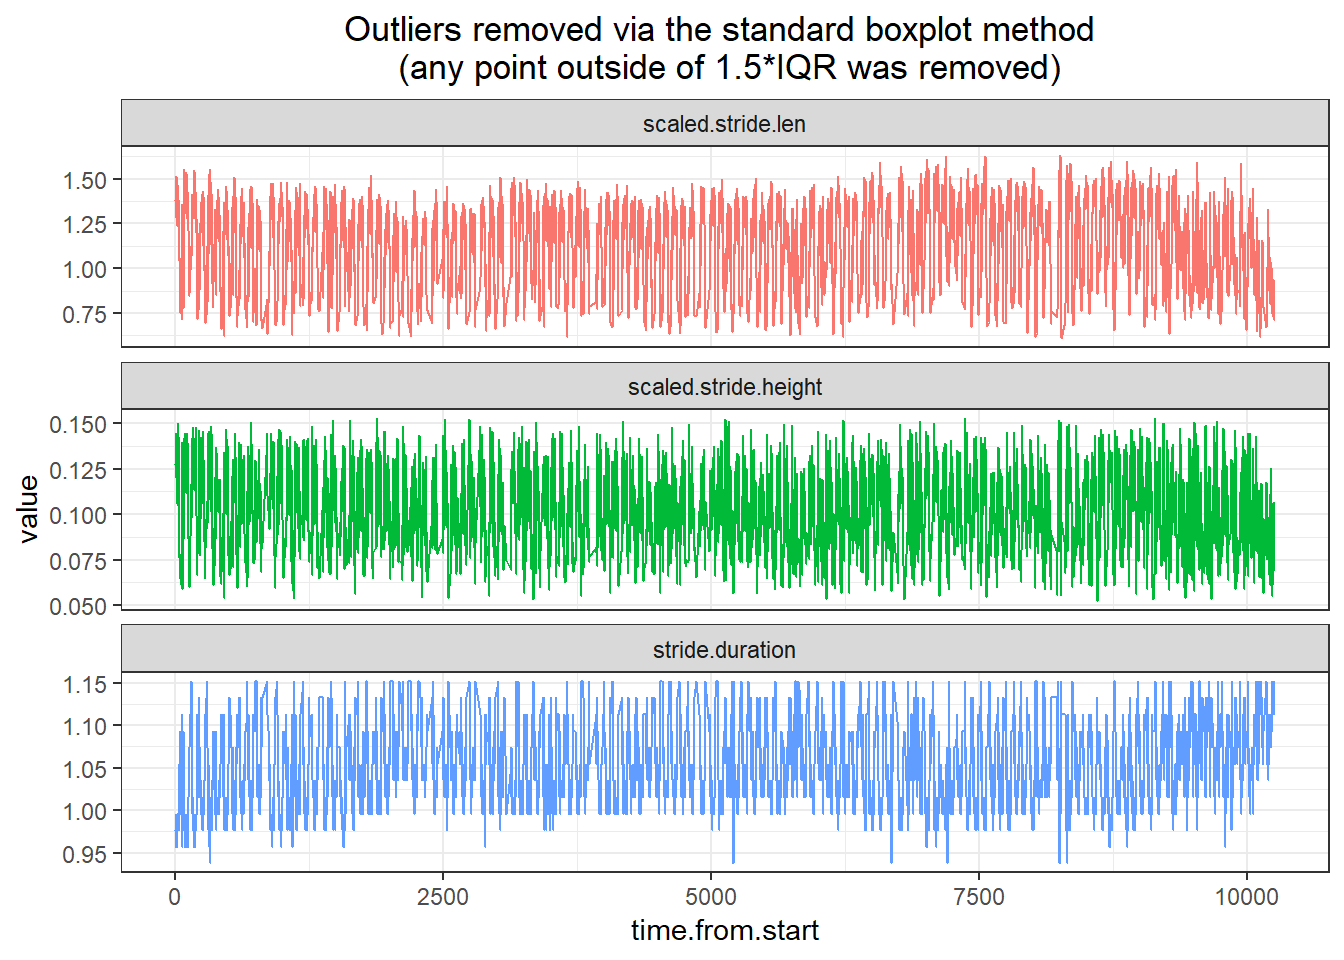 Outliers removed via the standard boxplot method
(any point outside of 1.5*IQR was removed)
scaled.stride.len
1.50
1.25
1.00
0.75
scaled.stride.height
0.150
0.125
0.100
0.075
0.050
value
stride.duration
1.15
1.10
1.05
1.00
0.95
0 2500 5000 7500 10000
time.from.start